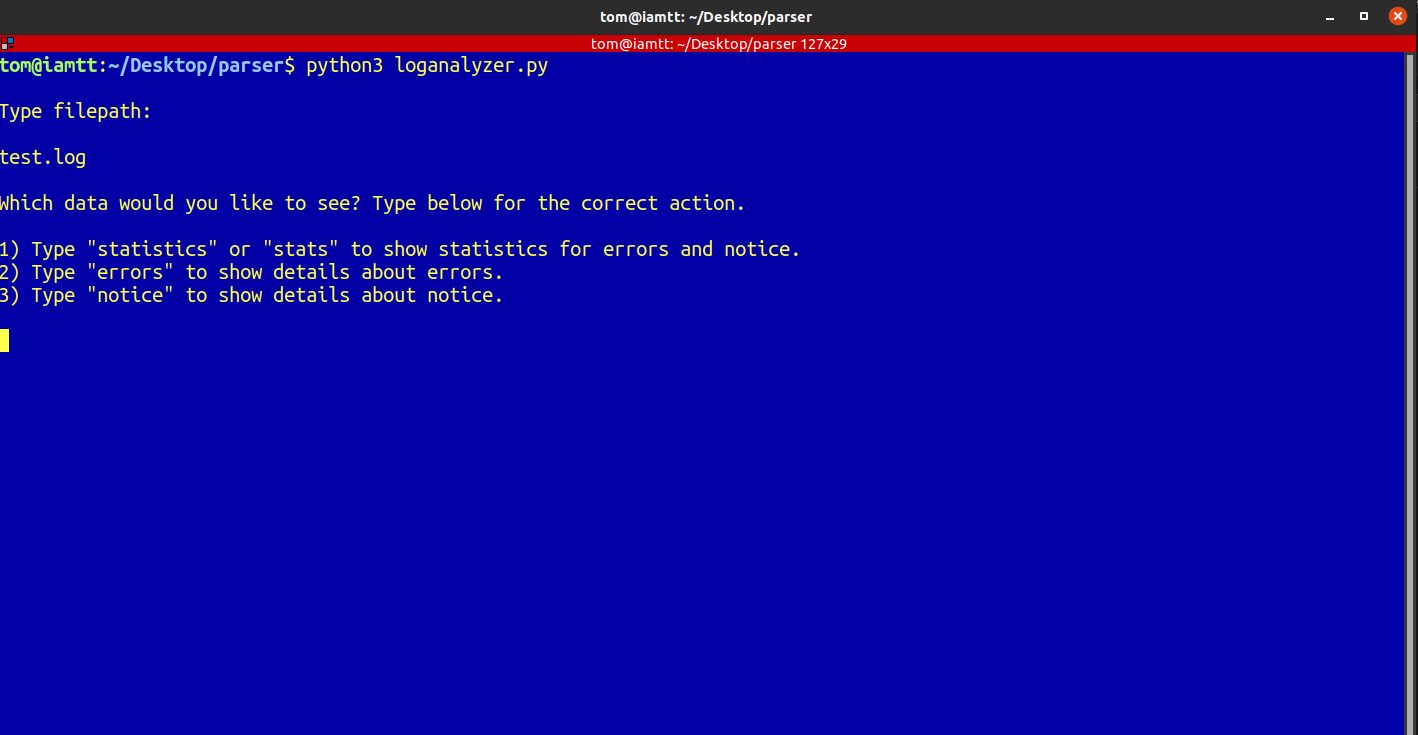 tom@iamtt: ~/Desktop/parser
tom@iamtt: ~/Desktop/parser 127x29
tom@iamtt:~/Desktop/parser$ python3 loganalyzer.py
Type filepath:
test.log
Which data would you like to see? Type below for the correct action.
1) Type "statistics" or "stats" to show statistics for errors and notice.
2) Type "errors" to show details about errors.
3) Type "notice" to show details about notice.